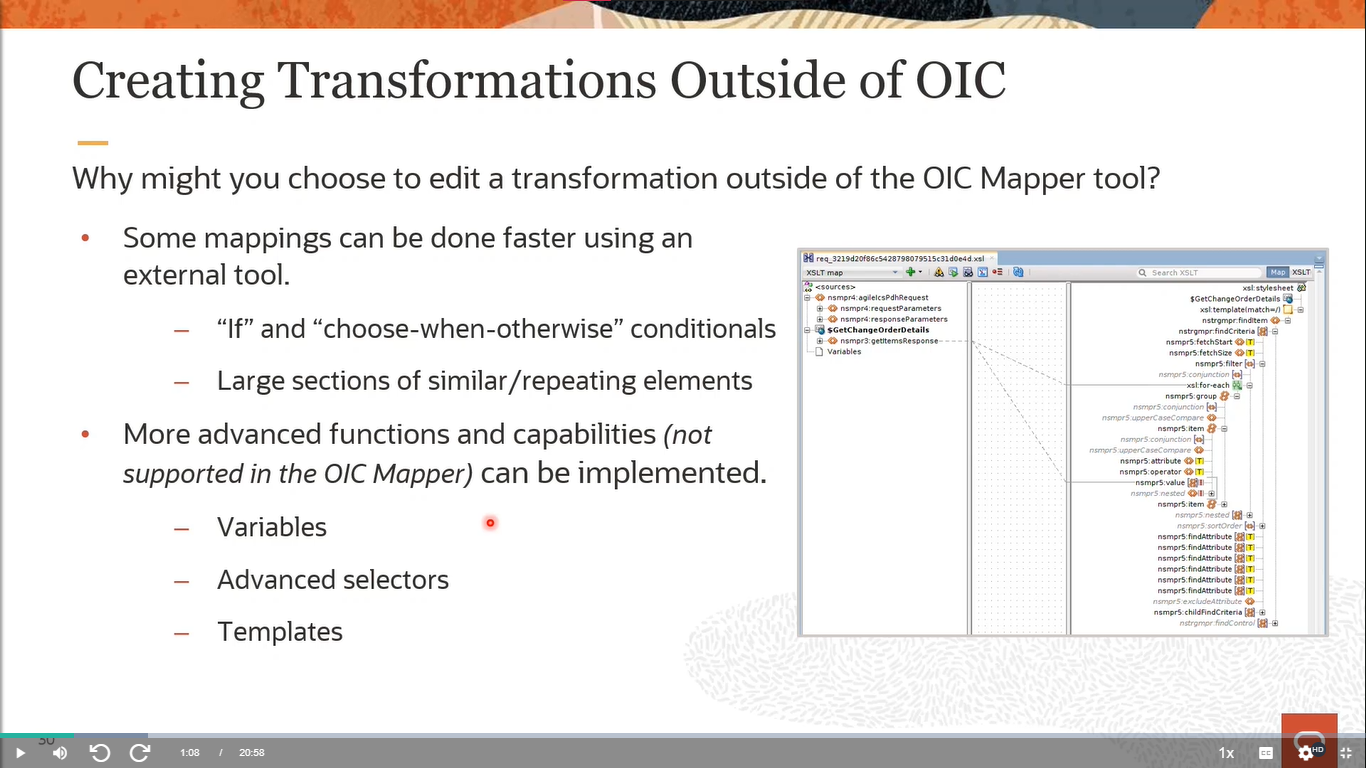 Creating Transformations Outside of OIC
Why might you choose to edit a transformation outside of the OIC Mapper tool?
• Some mappings can be done faster using an
external tool.
– “If” and “choose-when-otherwise” conditionals
– Large sections of similar/repeating elements
• More advanced functions and capabilities (not
supported in the OIC Mapper) can be implemented.
– Variables
– Advanced selectors
– Templates
req_3219d20f86c5428798079515c31d0e4d.xsl
XSLT map
Search XSLT
Map
XSLT
<sources>
nsmpr4:agileIcsPdhRequest
nsmpr4:requestParameters
nsmpr4:responseParameters
$GetChangeOrderDetails
nsmpr3:getItemsResponse
Variables
xsl:stylesheet
$GetChangeOrderDetails
xsl:template(match=/)
nstrgmpr:findItem
nstrgmpr:findCriteria
nsmpr5:fetchStart
nsmpr5:fetchSize
nsmpr5:filter
nsmpr5:conjunction
xsl:for-each
nsmpr5:group
nsmpr5:conjunction
nsmpr5:upperCaseCompare
nsmpr5:item
nsmpr5:conjunction
nsmpr5:upperCaseCompare
nsmpr5:attribute
nsmpr5:operator
nsmpr5:value
nsmpr5:nested
nsmpr5:item
nsmpr5:nested
nsmpr5:sortOrder
nsmpr5:findAttribute
nsmpr5:findAttribute
nsmpr5:findAttribute
nsmpr5:findAttribute
nsmpr5:findAttribute
nsmpr5:findAttribute
nsmpr5:excludeAttribute
nsmpr5:childFindCriteria
nstrgmpr:findControl
1:08 / 20:58
1x
CC
HD